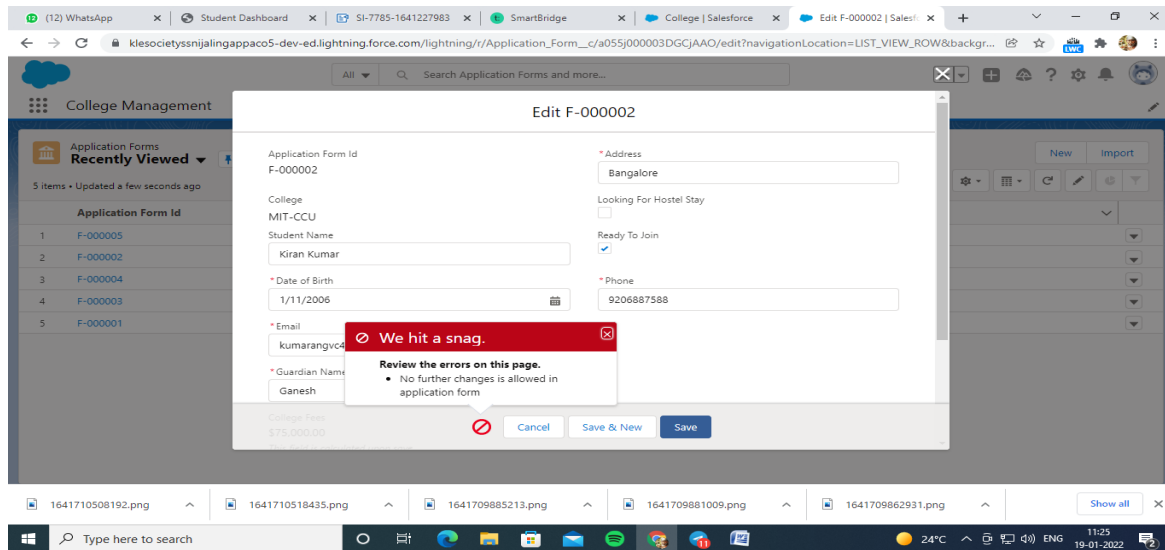 (12) WhatsApp
Student Dashboard
SI-7785-1641227983
SmartBridge
College | Salesforce
Edit F-000002 | Salesf
klesocietyssnijalingappaco5-dev-ed.lightning.force.com/lightning/r/Application_Form__c/a055j000003DGCjAAO/edit?navigationLocation=LIST_VIEW_ROW&backgr...
All
Search Application Forms and more...
College Management
Edit F-000002
Application Forms
Recently Viewed
New
Import
5 items • Updated a few seconds ago
Application Form Id
1 F-000005
2 F-000002
3 F-000004
4 F-000003
5 F-000001
Application Form Id
F-000002
*Address
Bangalore
College
MIT-CCU
Looking For Hostel Stay
Student Name
Kiran Kumar
Ready To Join
*Date of Birth
1/11/2006
*Phone
9206887588
*Email
kumarangvc4
*Guardian Name
Ganesh
We hit a snag.
Review the errors on this page.
• No further changes is allowed in
application form
College Fees
$75,000.00
Cancel
Save & New
Save
1641710508192.png
1641710518435.png
1641709885213.png
1641709881009.png
1641709862931.png
Show all
Type here to search
11
24°C
ENG
11:25
19-01-2022
2